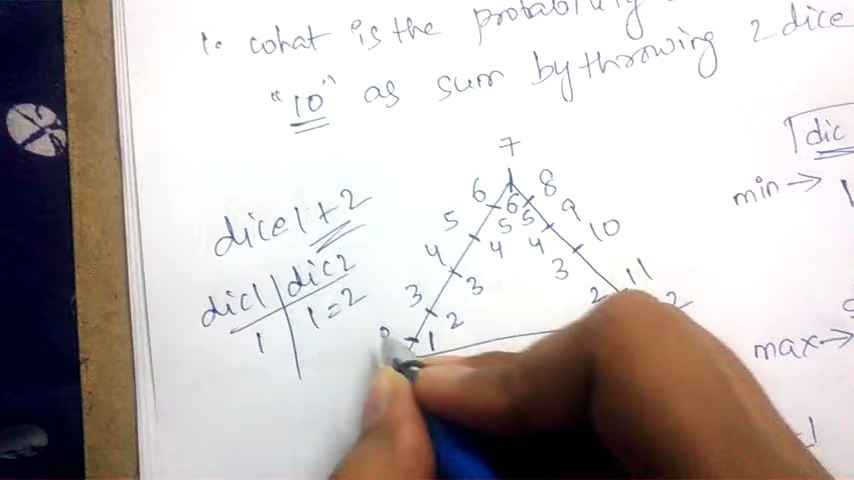 1. what is the probability
"10" as sum by throwing 2 dice
7
dic
6 8
min →
5 6 9
dice1+2
5 5 10
4 4 4
dic1 dic2
3 3 3 11
1 1=2
2 2 2
max →
1